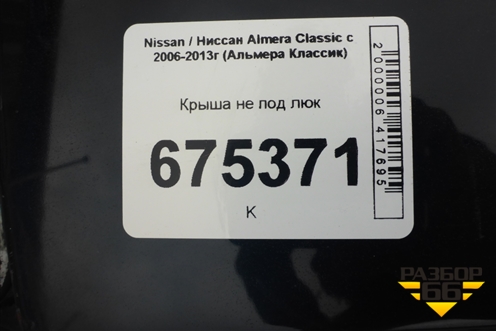 Nissan / Ниссан Almera Classic с
2006-2013г (Альмера Классик)
Крыша не под люк
675371
К
2000006417695
РАЗБОР
66